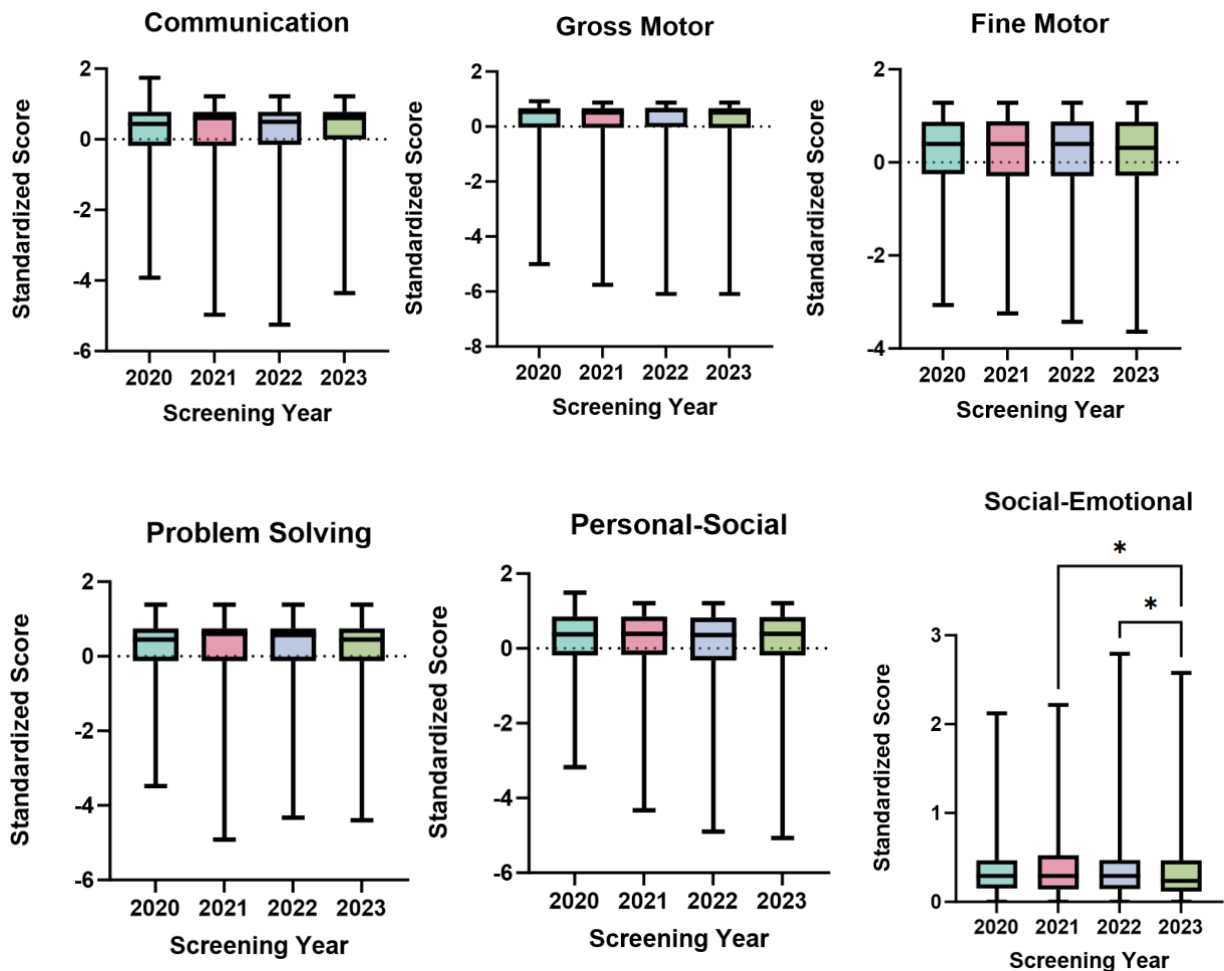 Communication
Standardized Score
2
0
-2
-4
-6
2020 2021 2022 2023
Screening Year
Gross Motor
Standardized Score
2
0
-2
-4
-6
-8
2020 2021 2022 2023
Screening Year
Fine Motor
Standardized Score
2
0
-2
-4
2020 2021 2022 2023
Screening Year
Problem Solving
Standardized Score
2
0
-2
-4
-6
2020 2021 2022 2023
Screening Year
Personal-Social
Standardized Score
2
0
-2
-4
-6
2020 2021 2022 2023
Screening Year
Social-Emotional
*
*
Standardized Score
3
2
1
0
2020 2021 2022 2023
Screening Year